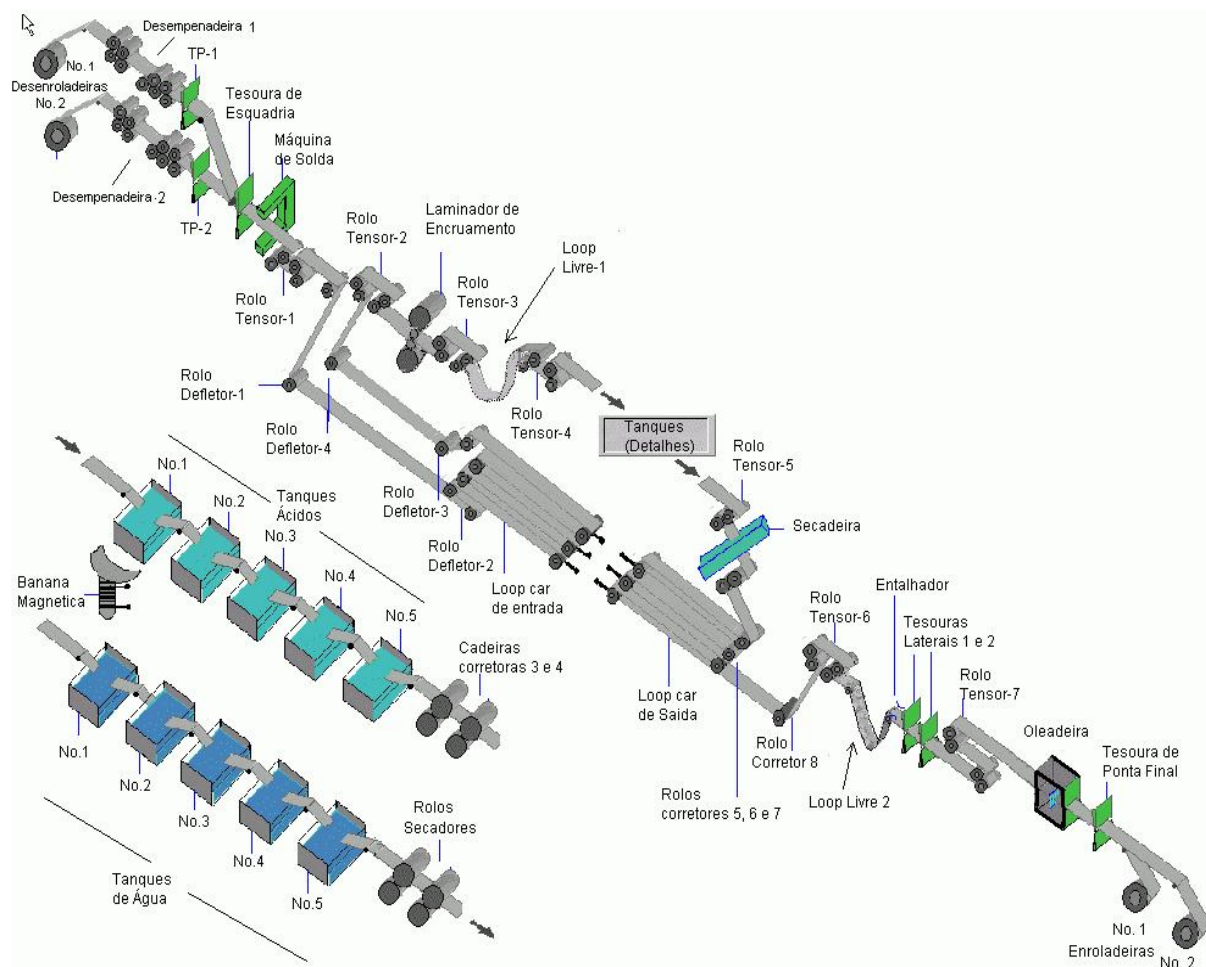 Desempenadeira 1
TP-1
No.1
Desenroladeiras
No.2
Tesoura de
Esquadria
Máquina
de Solda
Desempenadeira 2
TP-2
Rolo
Tensor-1
Rolo
Tensor-2
Laminador de
Encruamento
Rolo
Tensor-3
Loop
Livre-1
Rolo
Defletor-1
Rolo
Defletor-4
Rolo
Tensor-4
Tanques
(Detalhes)
Rolo
Tensor-5
Secadeira
Rolo
Defletor-3
Rolo
Defletor-2
Loop car
de entrada
No.1
No.2
Tanques
Ácidos
No.3
No.4
No.5
Banana
Magnetica
Cadeiras
corretoras 3 e 4
Entalhador
Rolo
Tensor-6
Tesouras
Laterais 1 e 2
Rolo
Tensor-7
Loop car
de Saida
Rolo
Corretor 8
Rolos
corretores 5, 6 e 7
Loop Livre 2
Oleadeira
Tesoura de
Ponta Final
No.1
No.2
No.3
No.4
No.5
Rolos
Secadores
Tanques
de Água
No. 1
Enroladeiras
No. 2